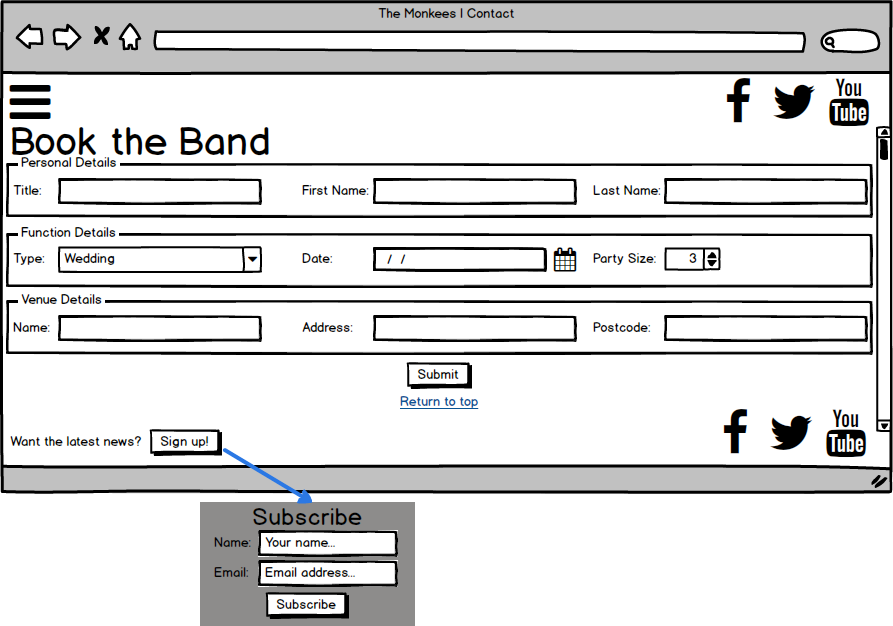 The Monkees | Contact
You Tube
Book the Band
Personal Details
Title: First Name: Last Name:
Function Details
Type: Wedding Date: / / Party Size: 3
Venue Details
Name: Address: Postcode:
Submit
Return to top
You Tube
Want the latest news? Sign up!
Subscribe
Name: Your name...
Email: Email address...
Subscribe